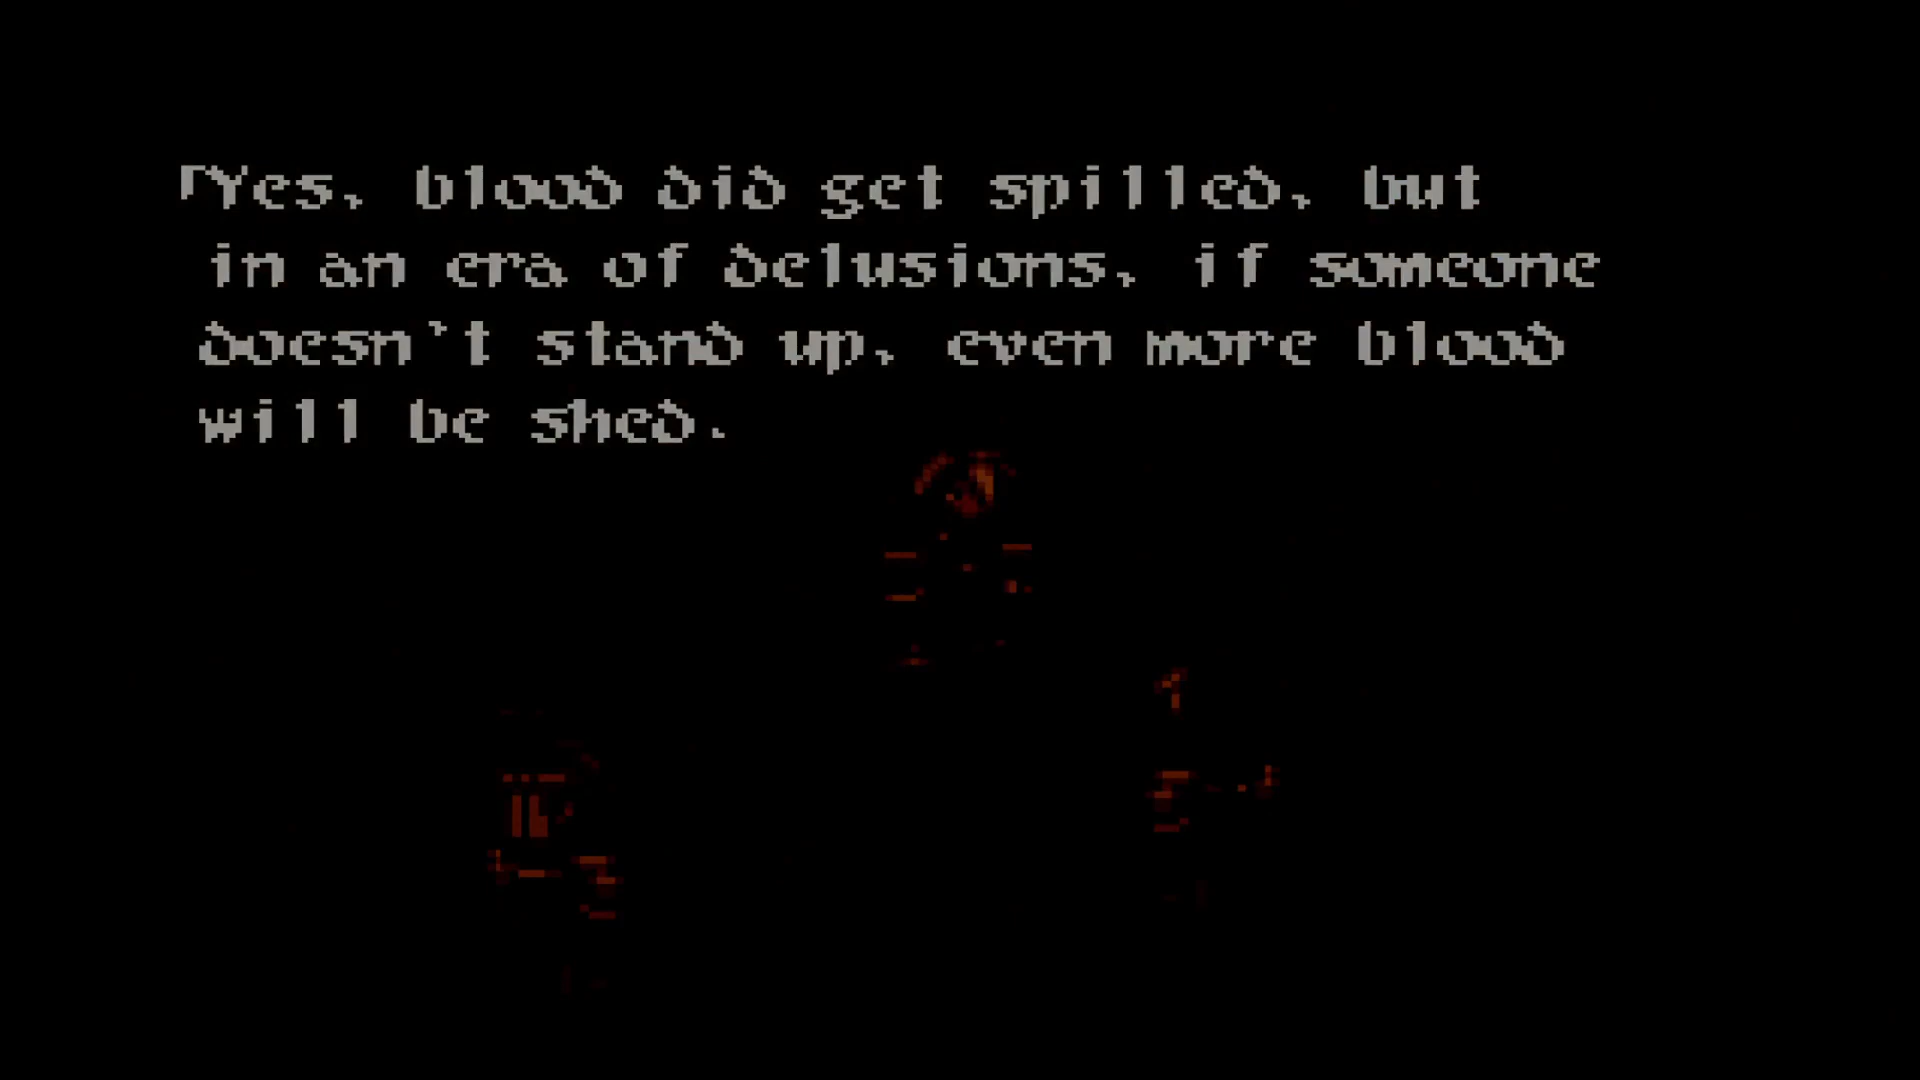 「Yes, blood did get spilled, but
in an era of delusions, if someone
doesn't stand up, even more blood
will be shed.